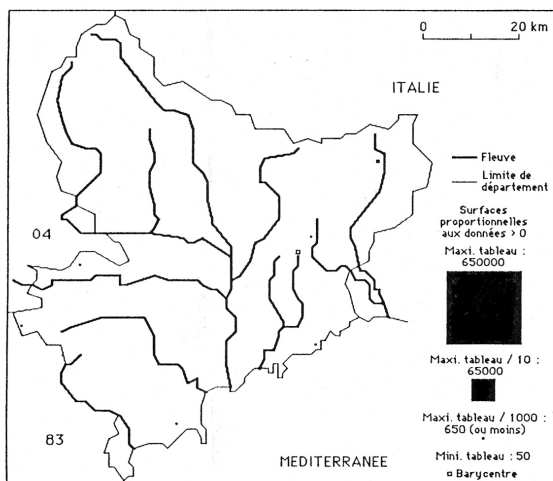 0 20 km
ITALIE
Fleuve
Limite de
département
Surfaces
proportionnelles
aux données > 0
Maxi. tableau :
650000
Maxi. tableau / 10 :
65000
Maxi. tableau / 1000 :
650 (ou moins)
Mini. tableau : 50
Barycentre
04
83
MEDITERRANEE